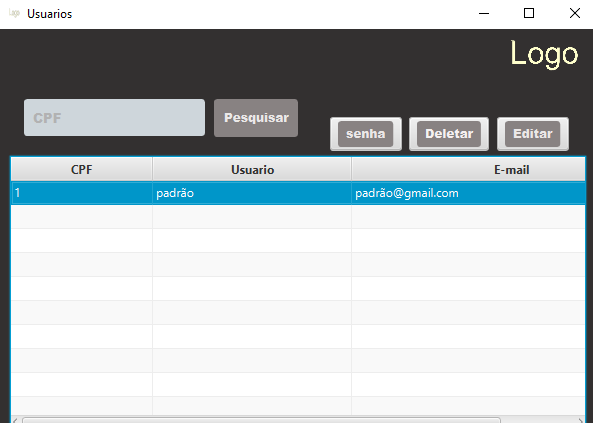 Usuarios
Logo
CPF
Pesquisar
senha
Deletar
Editar
CPF Usuario E-mail
1 padrão padrão@gmail.com